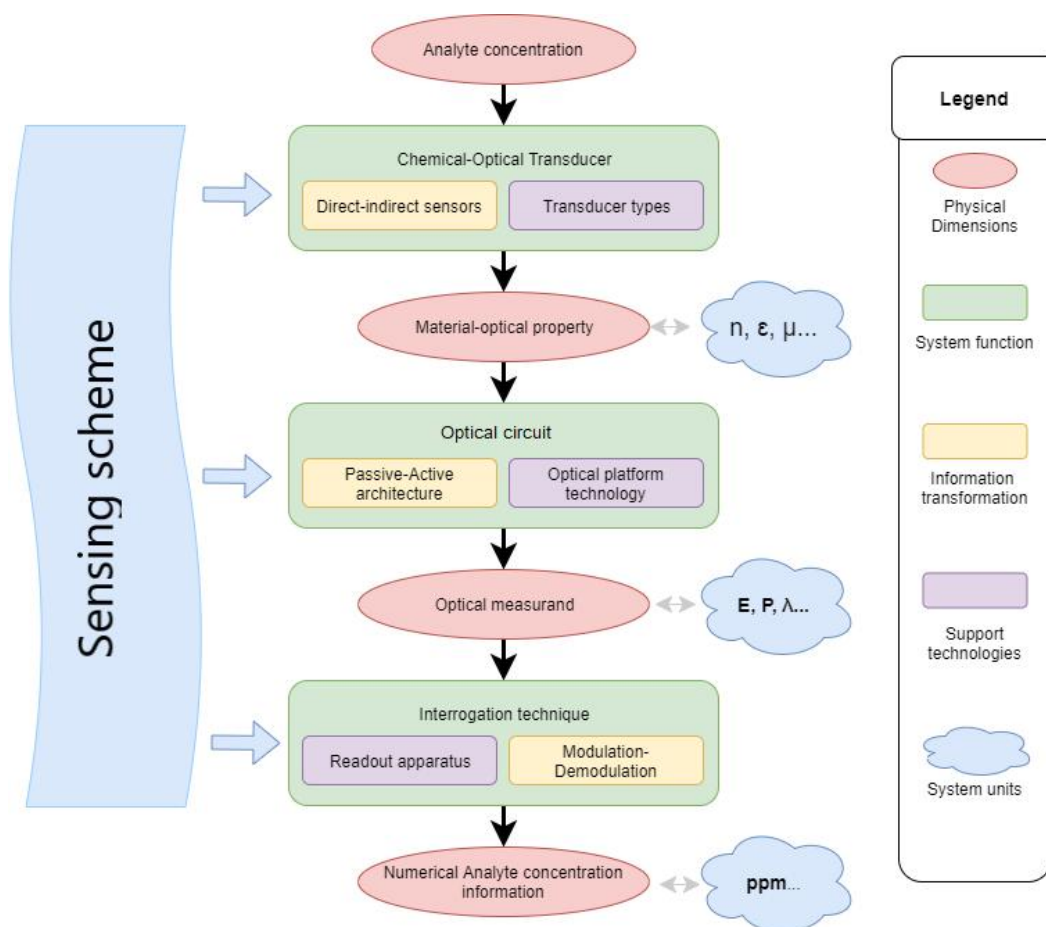 Analyte concentration
Sensing scheme
Chemical-Optical Transducer
Direct-indirect sensors
Transducer types
Material-optical property
n, ε, μ...
Optical circuit
Passive-Active
architecture
Optical platform
technology
Optical measurand
E, P, λ...
Interrogation technique
Readout apparatus
Modulation-
Demodulation
Numerical Analyte concentration
information
ppm...
Legend
Physical
Dimensions
System function
Information
transformation
Support
technologies
System units